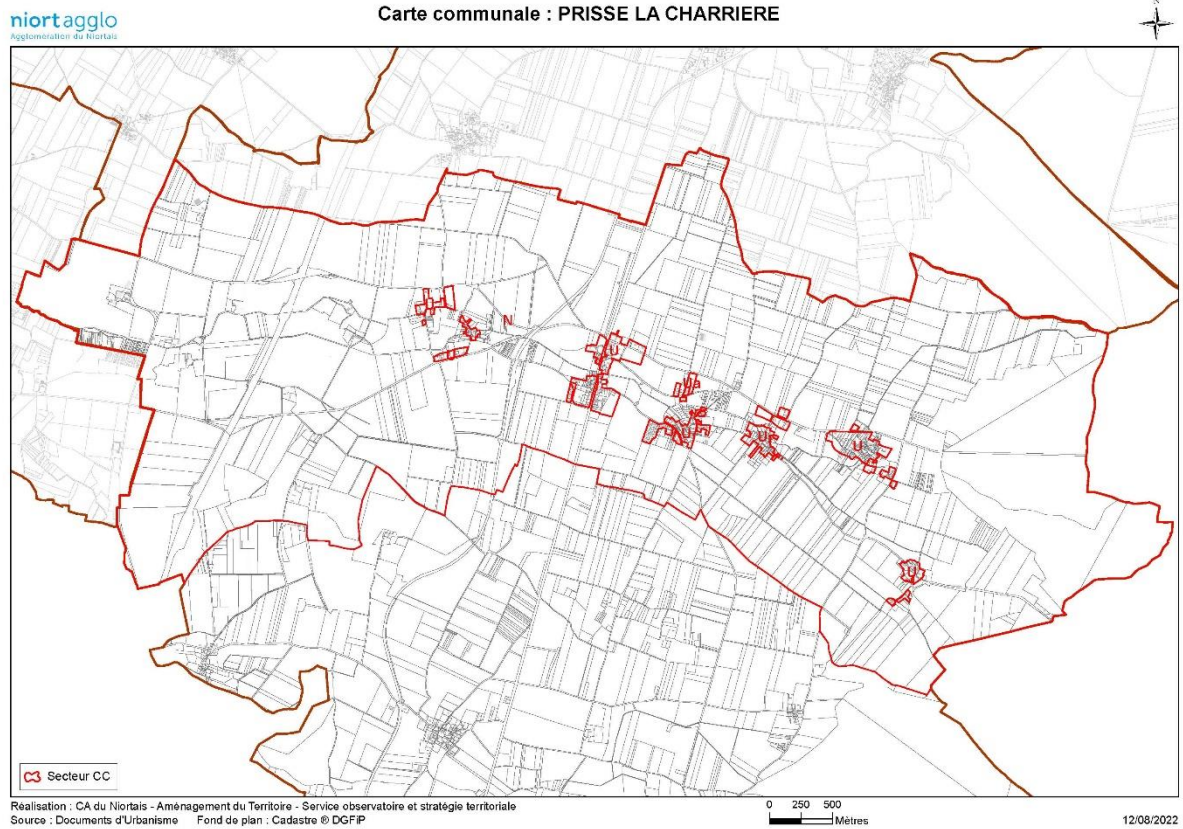 niortagglo
Agglomération du Niortais
Carte communale : PRISSE LA CHARRIERE
N
U
Ua
U
U
U
U
Secteur CC
Réalisation : CA du Niortais - Aménagement du Territoire - Service observatoire et stratégie territoriale
Source : Documents d'Urbanisme Fond de plan : Cadastre ® DGFiP
0 250 500
Mètres
12/08/2022